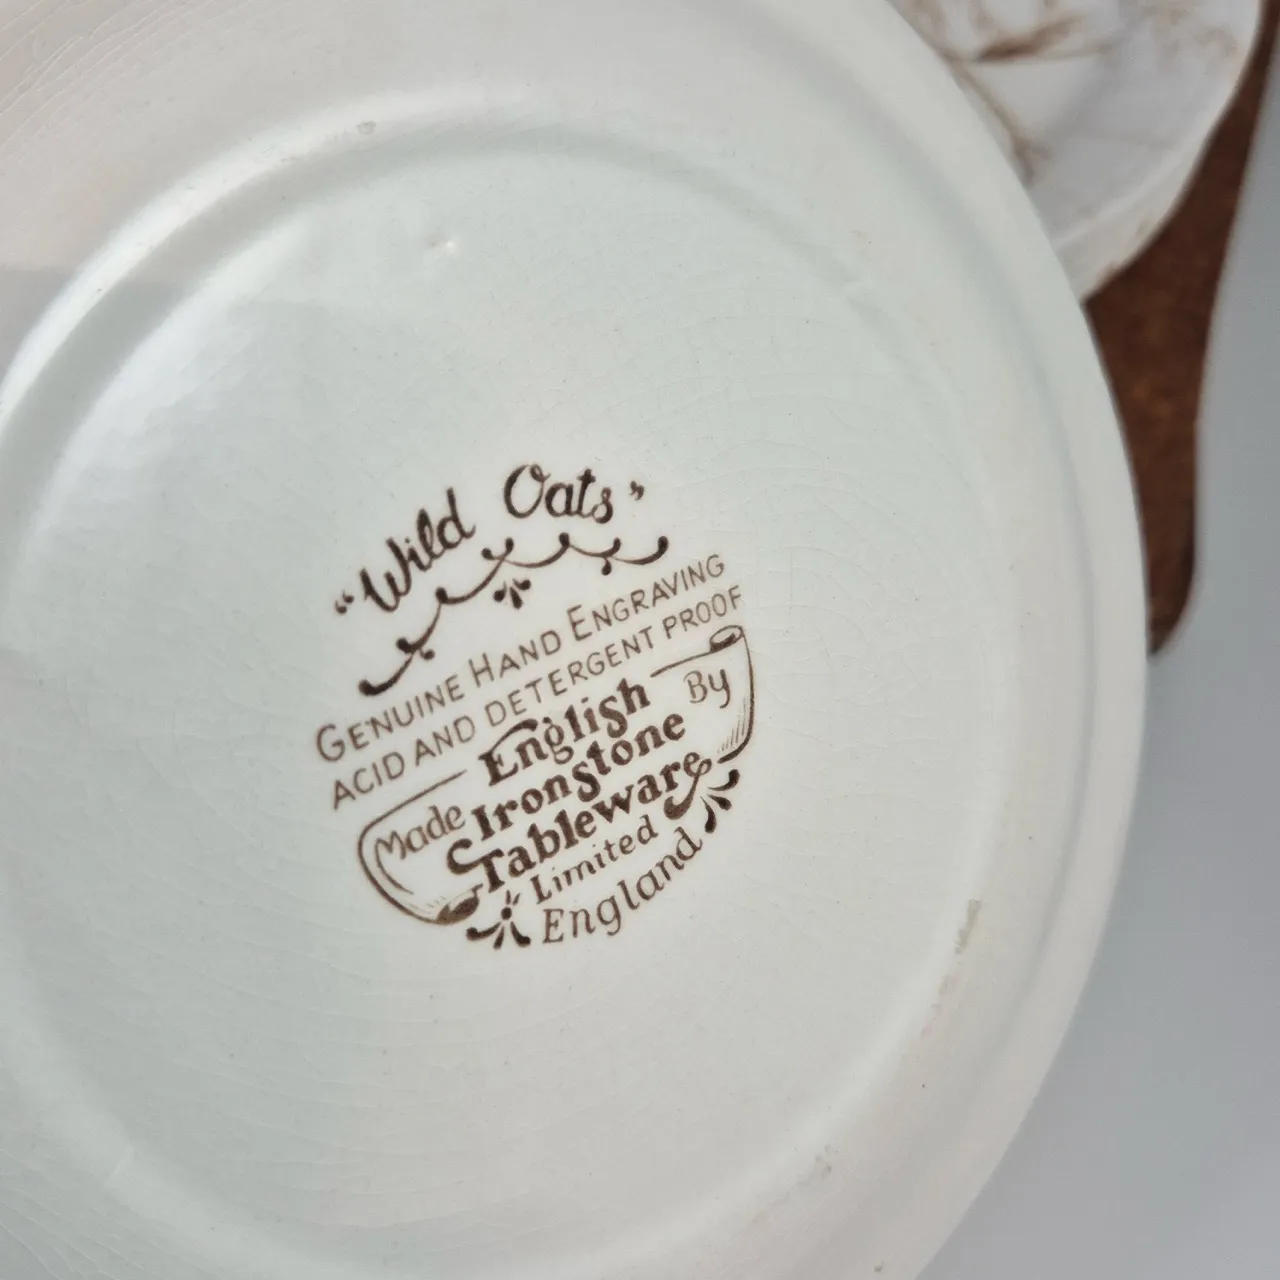 "Wild Oats"
GENUINE HAND ENGRAVING
ACID AND DETERGENT PROOF
Made English By
Ironstone
Tableware
Limited
England